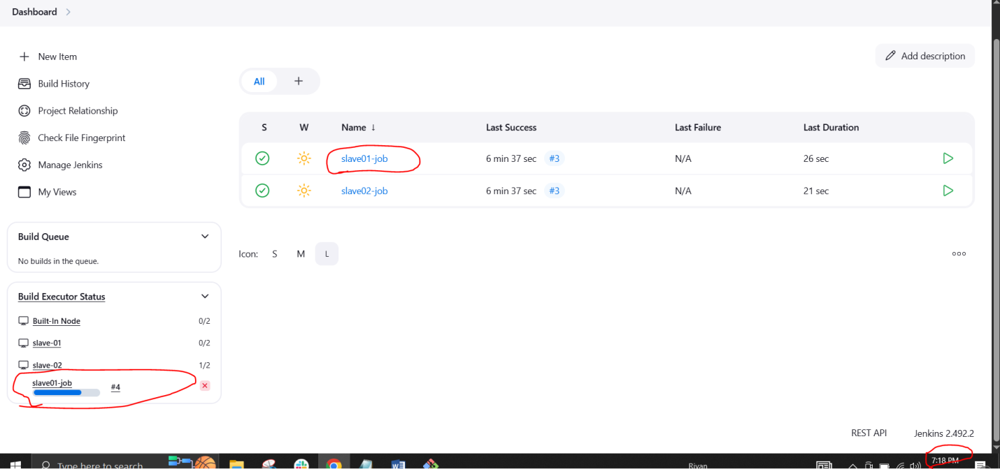 Dashboard
New Item
Build History
Project Relationship
Check File Fingerprint
Manage Jenkins
My Views
Build Queue
No builds in the queue.
Build Executor Status
Built-In Node 0/2
slave-01 0/2
slave-02 1/2
slave01-job #4
Add description
All +
S W Name ↓ Last Success Last Failure Last Duration
slave01-job 6 min 37 sec #3 N/A 26 sec
slave02-job 6 min 37 sec #3 N/A 21 sec
Icon: S M L
REST API Jenkins 2.492.2
Type here to search Riyan 7:18 PM